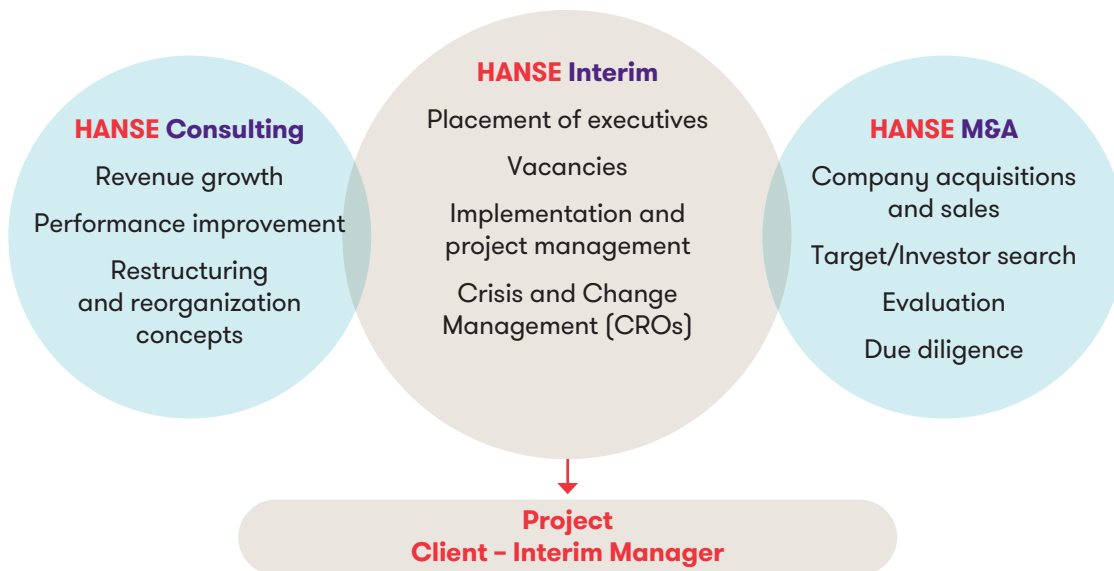 HANSE Consulting
Revenue growth
Performance improvement
Restructuring
and reorganization
concepts
HANSE Interim
Placement of executives
Vacancies
Implementation and
project management
Crisis and Change
Management (CROs)
HANSE M&A
Company acquisitions
and sales
Target/Investor search
Evaluation
Due diligence
Project
Client – Interim Manager